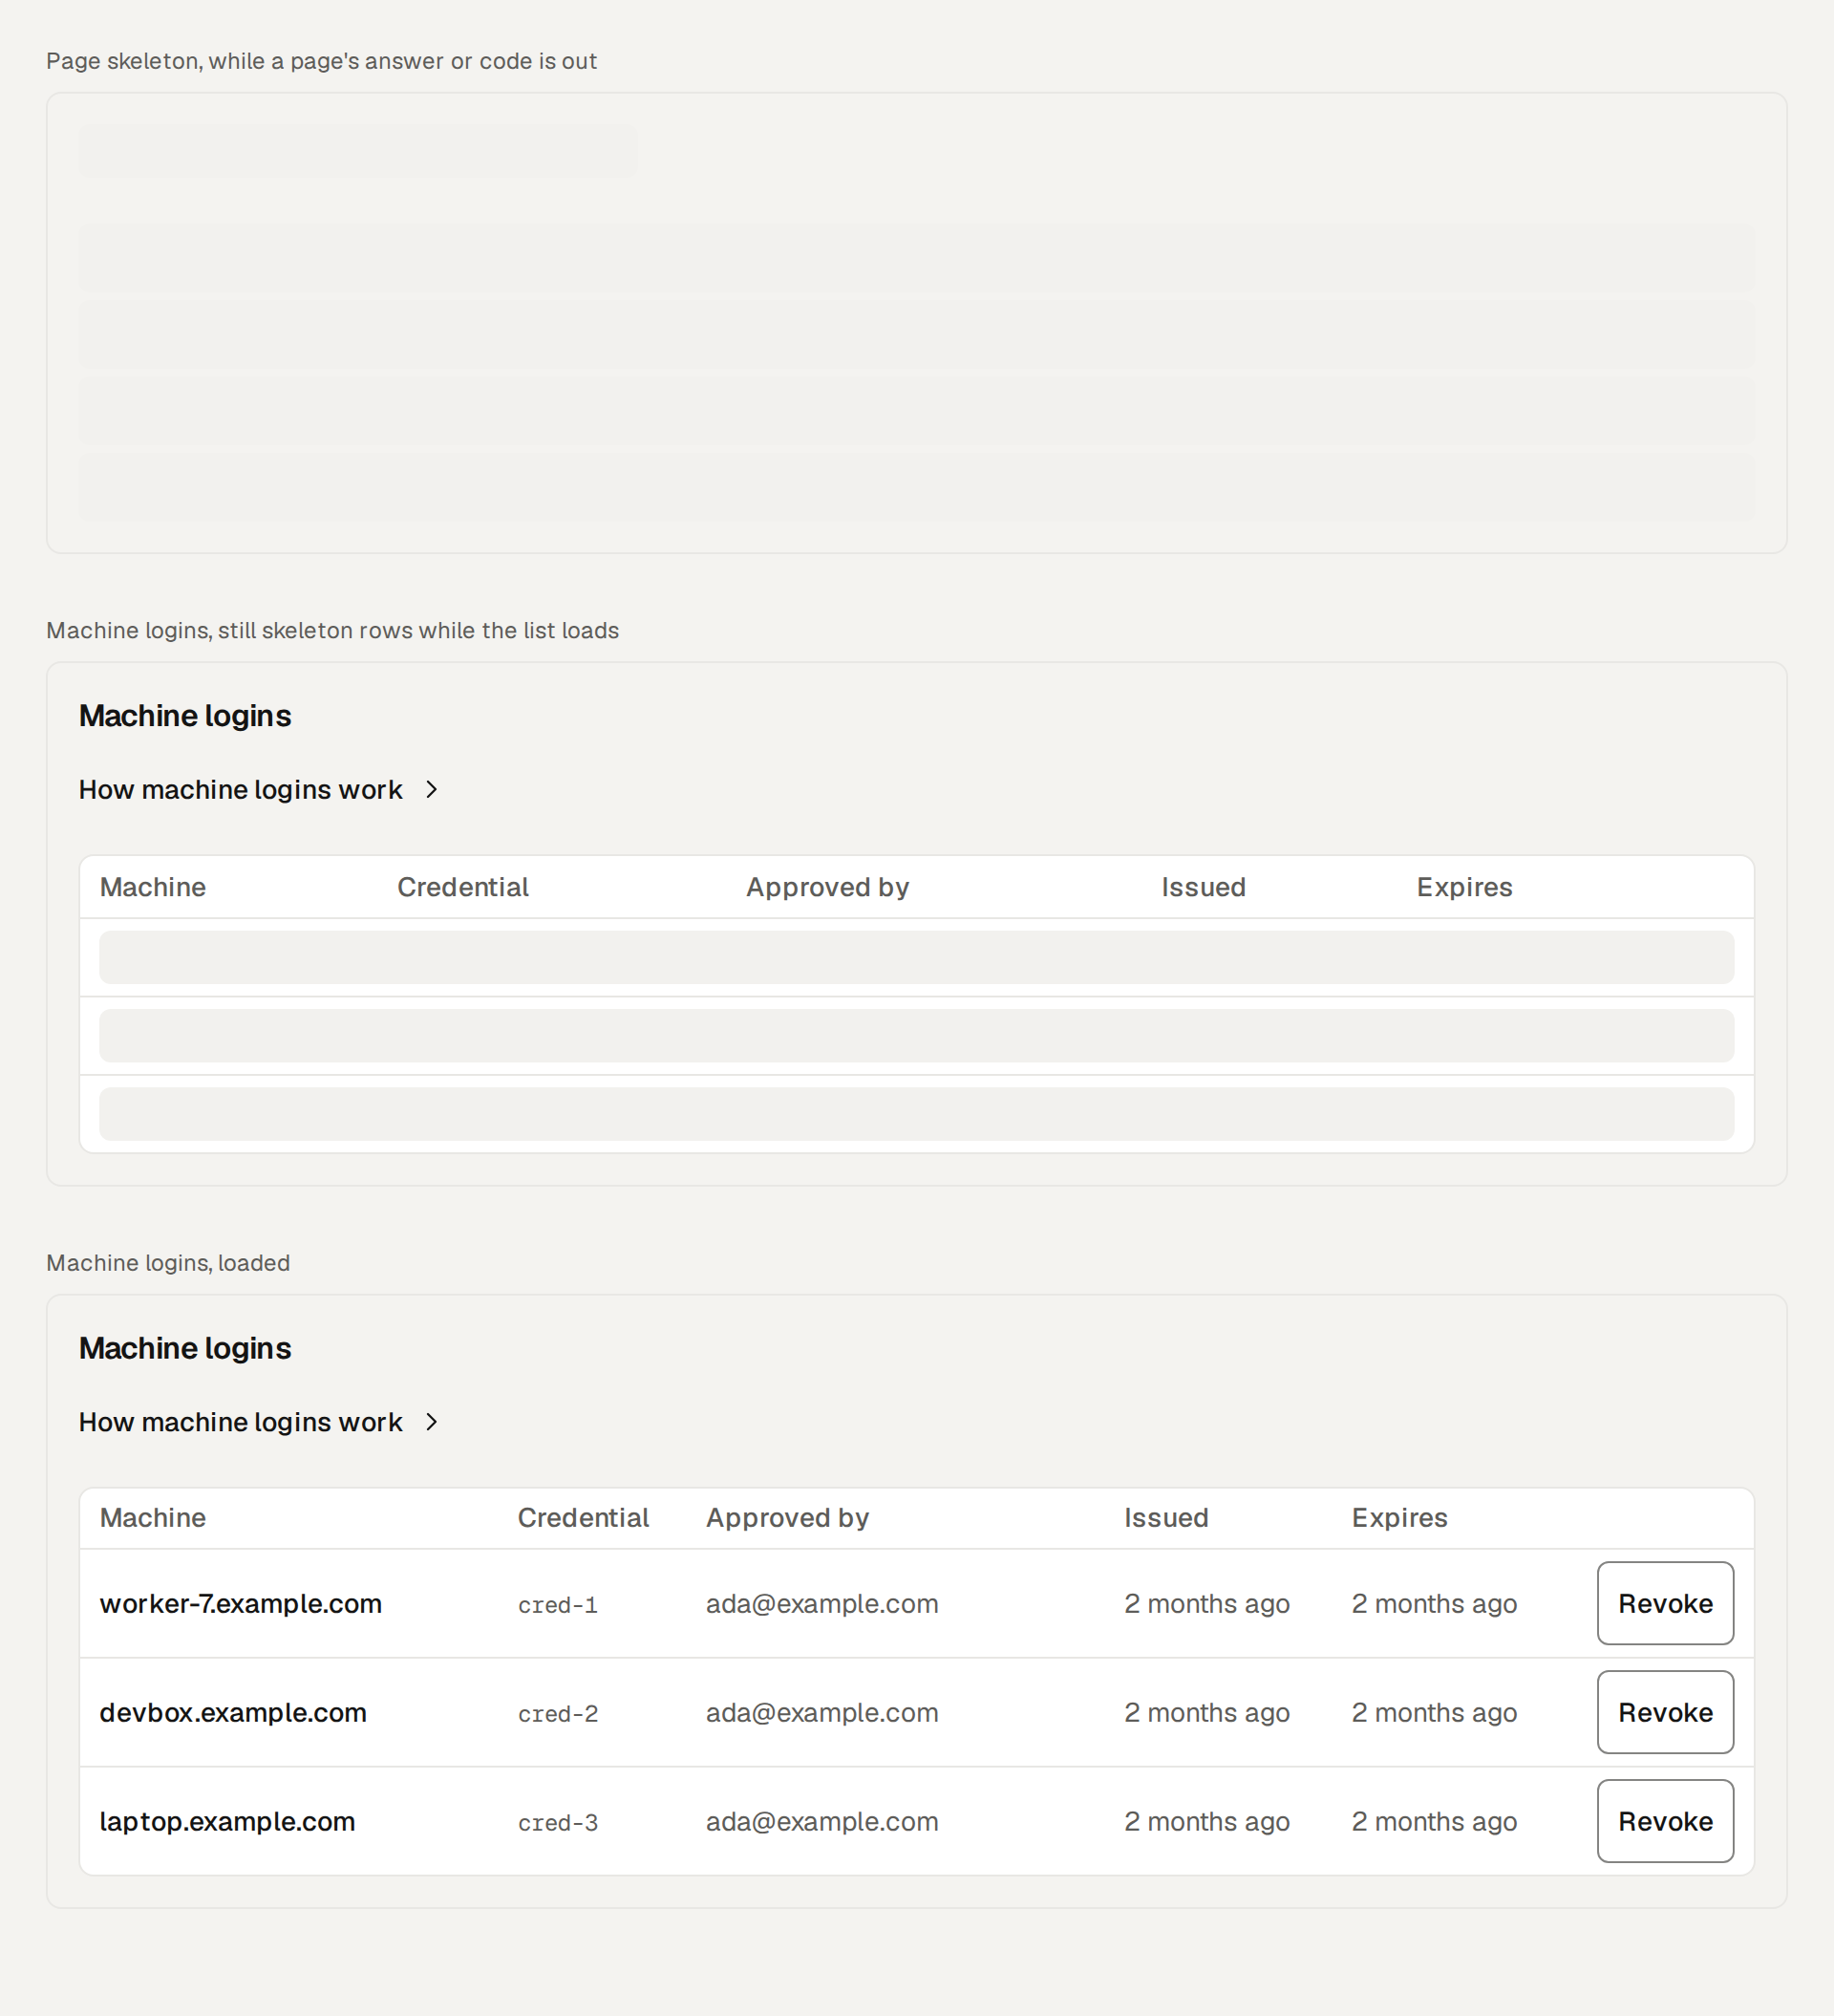 Page skeleton, while a page's answer or code is out
Machine logins, still skeleton rows while the list loads
Machine logins
How machine logins work
Machine Credential Approved by Issued Expires
Machine logins, loaded
Machine logins
How machine logins work
Machine Credential Approved by Issued Expires
worker-7.example.com cred-1 ada@example.com 2 months ago 2 months ago Revoke
devbox.example.com cred-2 ada@example.com 2 months ago 2 months ago Revoke
laptop.example.com cred-3 ada@example.com 2 months ago 2 months ago Revoke